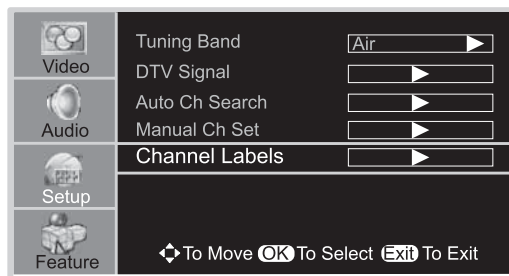 Video
Audio
Setup
Feature
Tuning Band Air
DTV Signal
Auto Ch Search
Manual Ch Set
Channel Labels
To Move OK To Select Exit To Exit